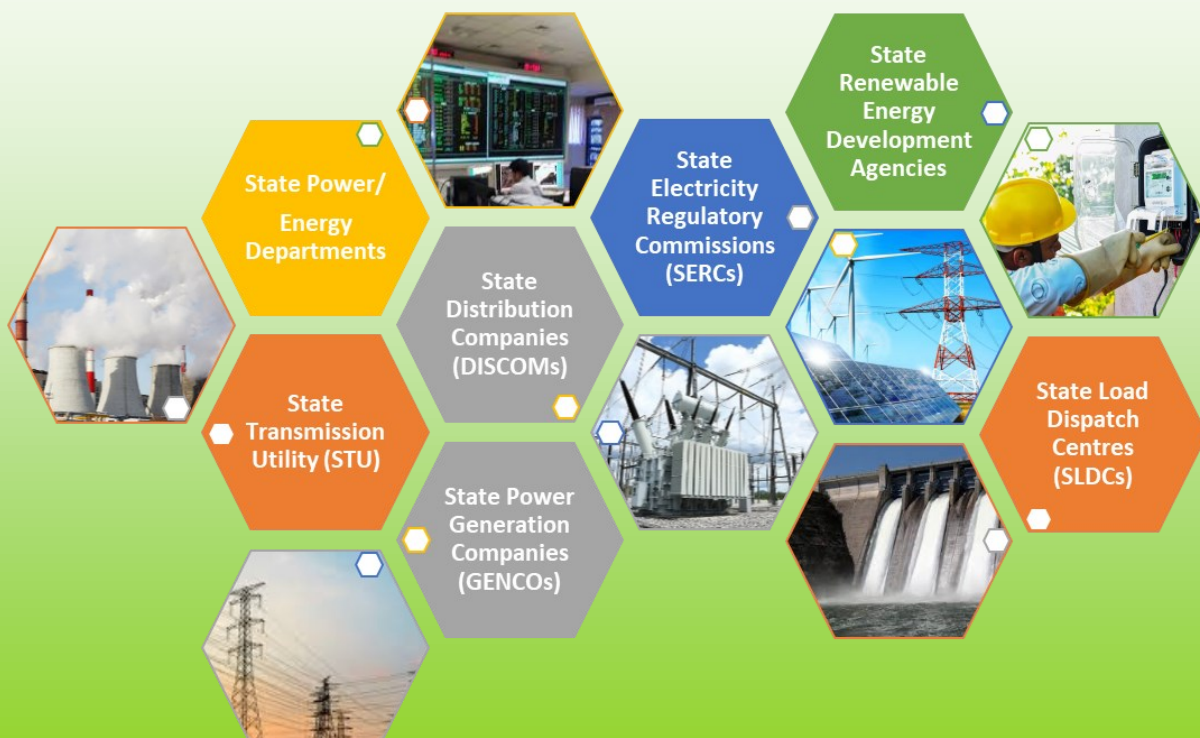 State Power/
Energy
Departments
State
Transmission
Utility (STU)
State
Distribution
Companies
(DISCOMs)
State Power
Generation
Companies
(GENCOs)
State
Electricity
Regulatory
Commissions
(SERCs)
State
Renewable
Energy
Development
Agencies
State Load
Dispatch
Centres
(SLDCs)